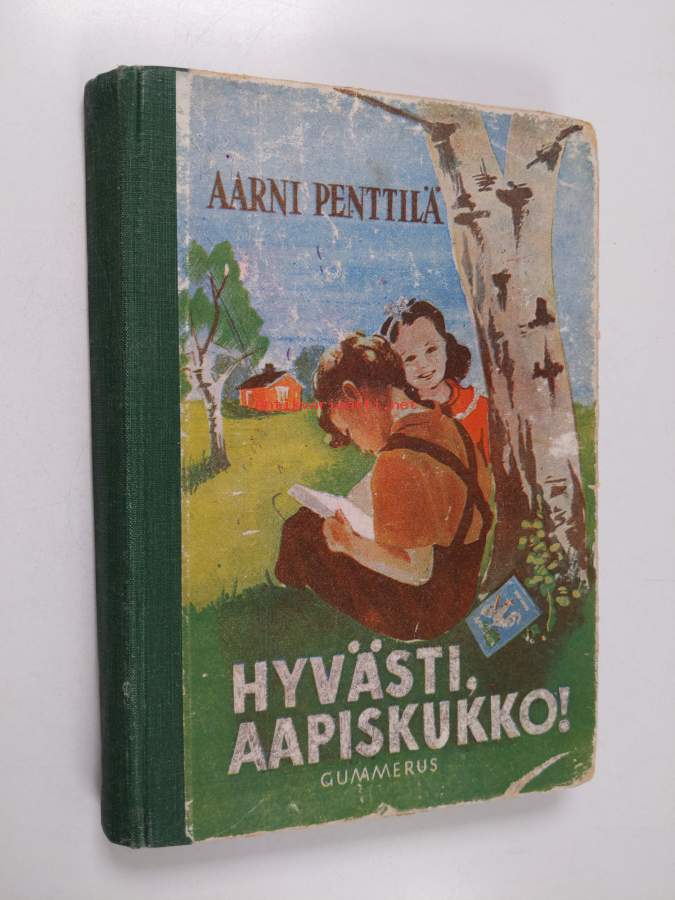 AARNI PENTTILÄ
HYVÄSTI,
AAPISKUKKO!
GUMMERUS